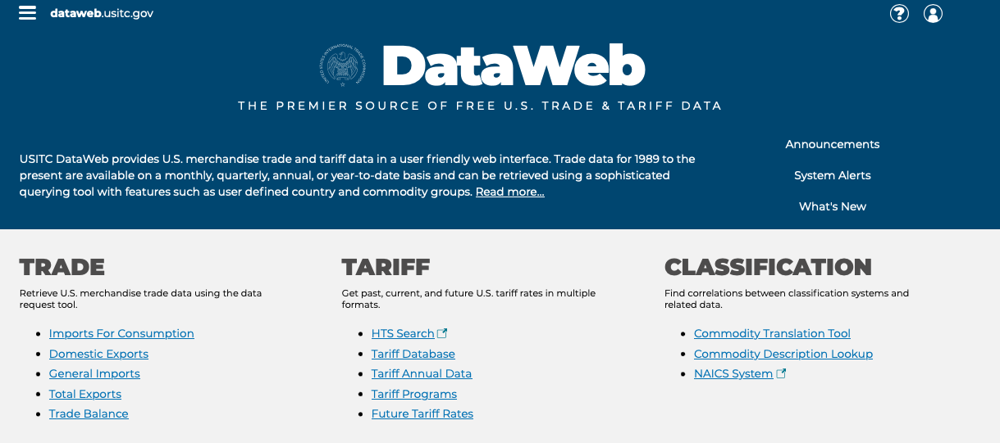 dataweb.usitc.gov
?
UNITED STATES INTERNATIONAL TRADE COMMISSION
DataWeb
THE PREMIER SOURCE OF FREE U.S. TRADE & TARIFF DATA
USITC DataWeb provides U.S. merchandise trade and tariff data in a user friendly web interface. Trade data for 1989 to the
present are available on a monthly, quarterly, annual, or year-to-date basis and can be retrieved using a sophisticated
querying tool with features such as user defined country and commodity groups. Read more...
Announcements
System Alerts
What's New
TRADE
Retrieve U.S. merchandise trade data using the data
request tool.
• Imports For Consumption
• Domestic Exports
• General Imports
• Total Exports
• Trade Balance
TARIFF
Get past, current, and future U.S. tariff rates in multiple
formats.
• HTS Search
• Tariff Database
• Tariff Annual Data
• Tariff Programs
• Future Tariff Rates
CLASSIFICATION
Find correlations between classification systems and
related data.
• Commodity Translation Tool
• Commodity Description Lookup
• NAICS System